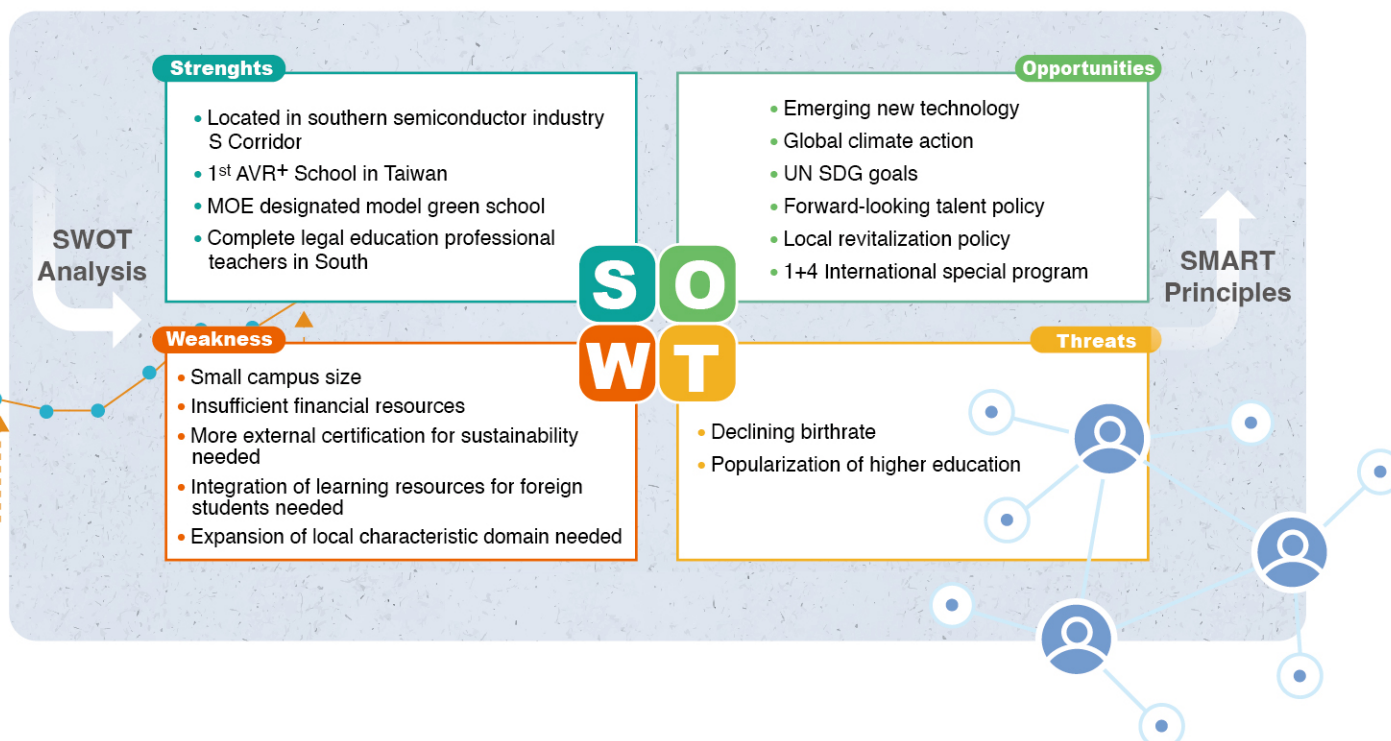 SWOT
Analysis
Strenghts
• Located in southern semiconductor industry
S Corridor
• 1st AVR+ School in Taiwan
• MOE designated model green school
• Complete legal education professional
teachers in South
Opportunities
• Emerging new technology
• Global climate action
• UN SDG goals
• Forward-looking talent policy
• Local revitalization policy
• 1+4 International special program
SMART
Principles
S O
W T
Weakness
• Small campus size
• Insufficient financial resources
• More external certification for sustainability
needed
• Integration of learning resources for foreign
students needed
• Expansion of local characteristic domain needed
Threats
• Declining birthrate
• Popularization of higher education